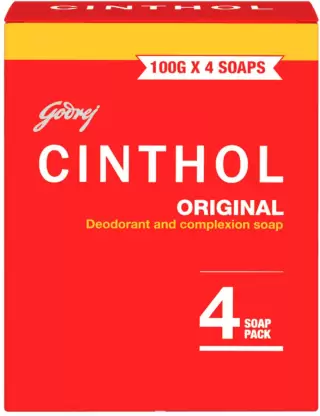 100G X 4 SOAPS
Godrej
CINTHOL
ORIGINAL
Deodorant and complexion soap
4 SOAP
PACK